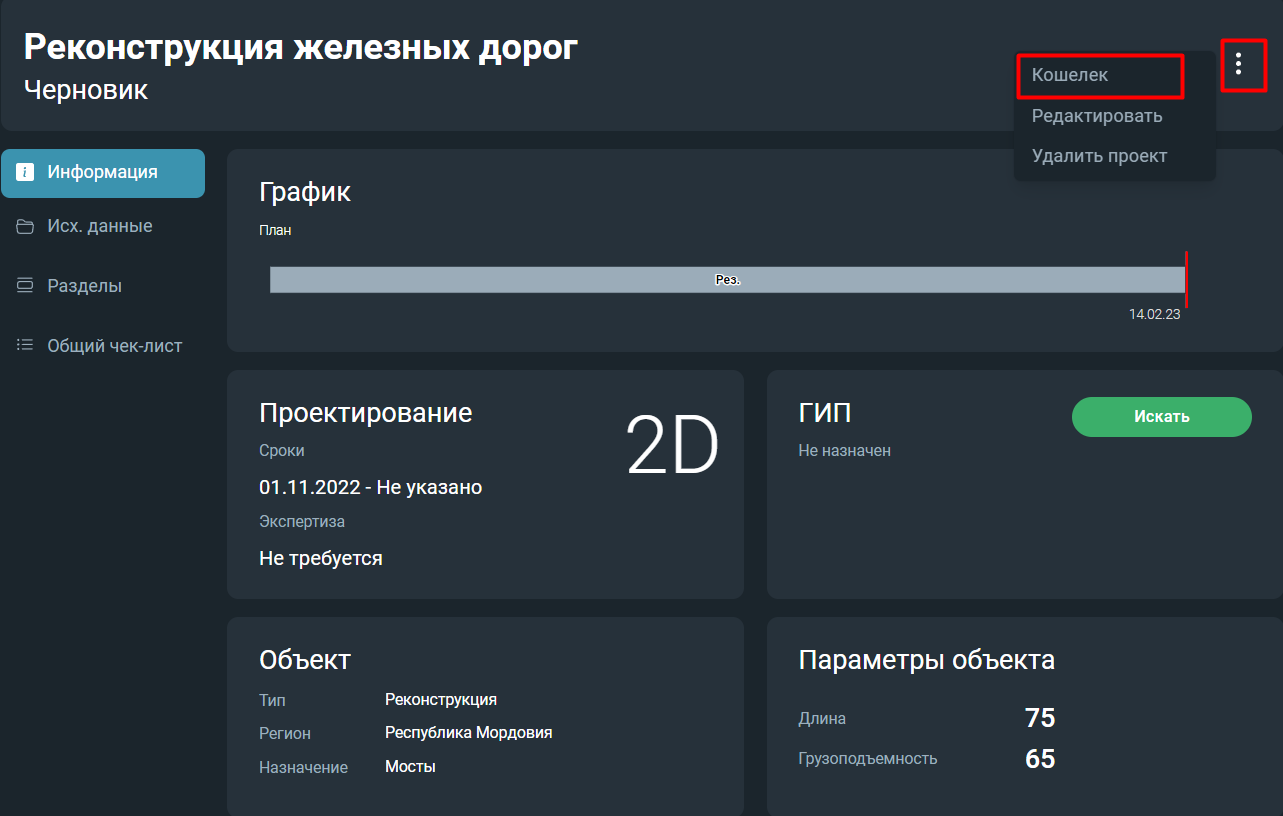 Реконструкция железных дорог
Черновик
Кошелек
Редактировать
Удалить проект
Информация
Исх. данные
Разделы
Общий чек-лист
График
План
Рез.
14.02.23
Проектирование
2D
Сроки
01.11.2022 - Не указано
Экспертиза
Не требуется
ГИП
Искать
Не назначен
Объект
Тип Реконструкция
Регион Республика Мордовия
Назначение Мосты
Параметры объекта
Длина 75
Грузоподъемность 65